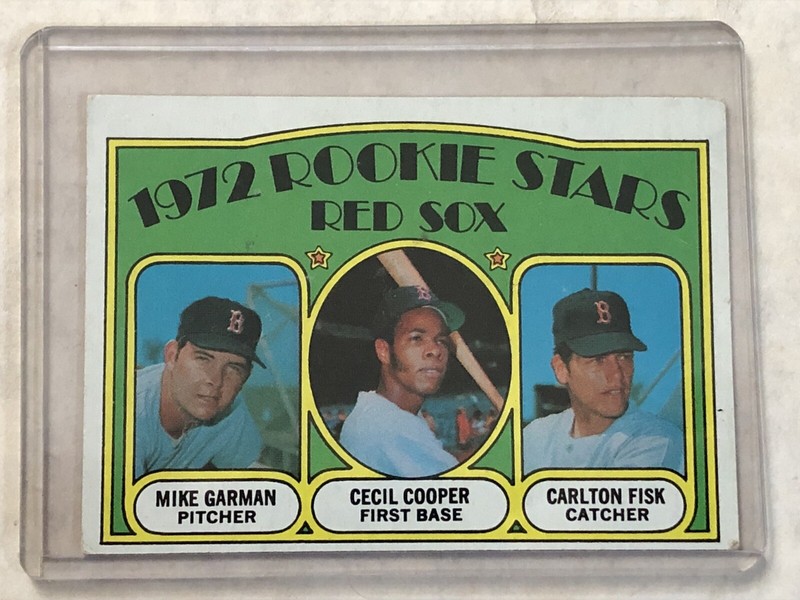 1972 ROOKIE STARS
RED SOX
B
B
MIKE GARMAN
PITCHER
CECIL COOPER
FIRST BASE
CARLTON FISK
CATCHER